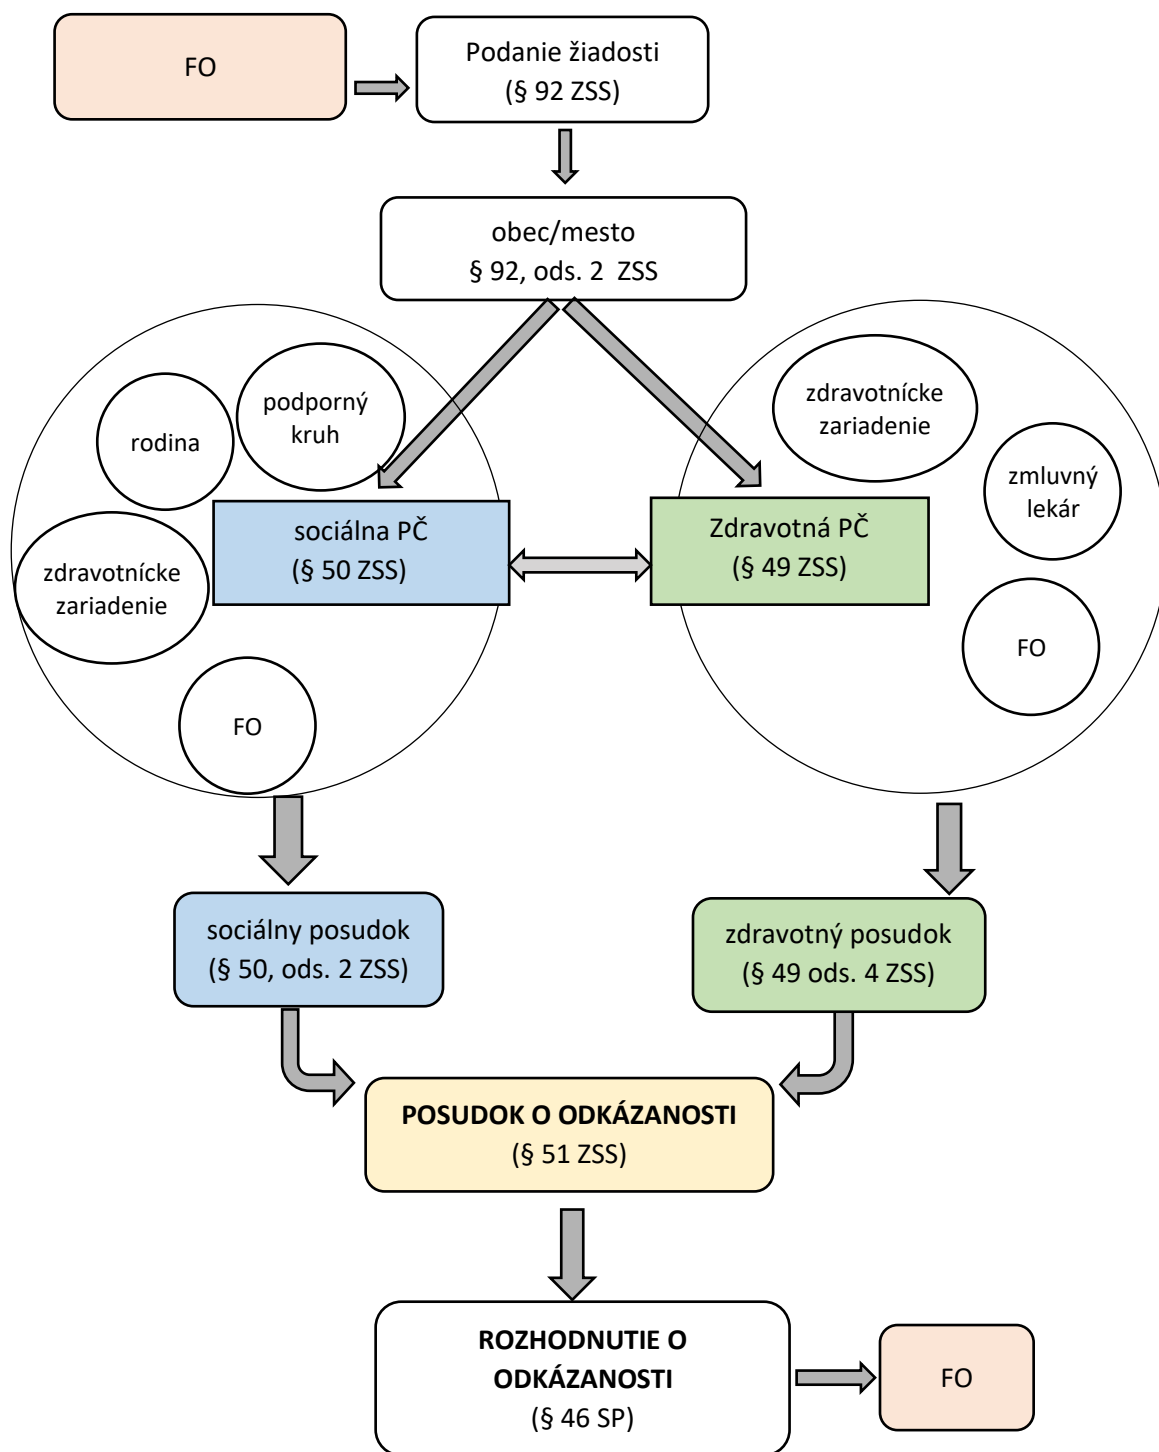 FO
Podanie žiadosti
(§ 92 ZSS)
obec/mesto
§ 92, ods. 2 ZSS
podporný
kruh
rodina
zdravotnícke
zariadenie
zmluvný
lekár
sociálna PČ
(§ 50 ZSS)
Zdravotná PČ
(§ 49 ZSS)
zdravotnícke
zariadenie
FO
FO
sociálny posudok
(§ 50, ods. 2 ZSS)
zdravotný posudok
(§ 49 ods. 4 ZSS)
POSUDOK O ODKÁZANOSTI
(§ 51 ZSS)
ROZHODNUTIE O
ODKÁZANOSTI
(§ 46 SP)
FO